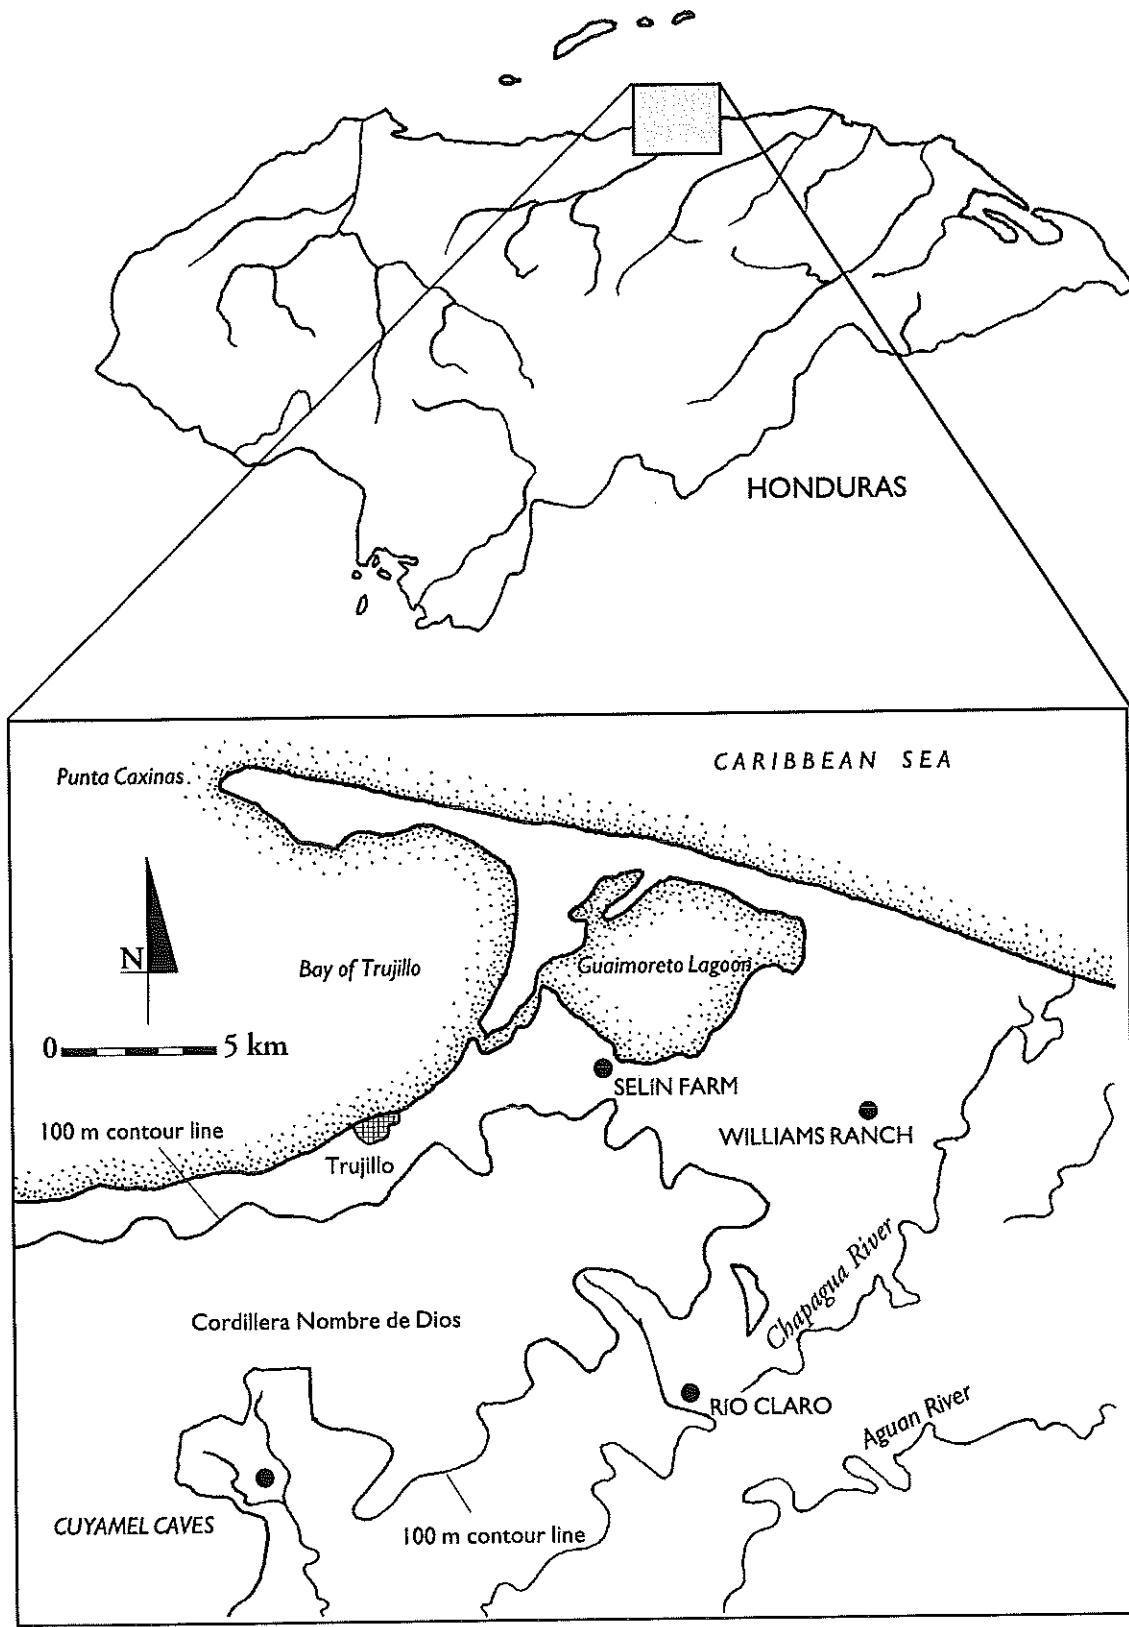 HONDURAS
CARIBBEAN SEA
Punta Caxinas
N
Bay of Trujillo
Guaimoreto Lagoon
0 5 km
SELIN FARM
100 m contour line
WILLIAMS RANCH
Trujillo
Chapagua River
Cordillera Nombre de Dios
RÍO CLARO
Aguan River
CUYAMEL CAVES
100 m contour line